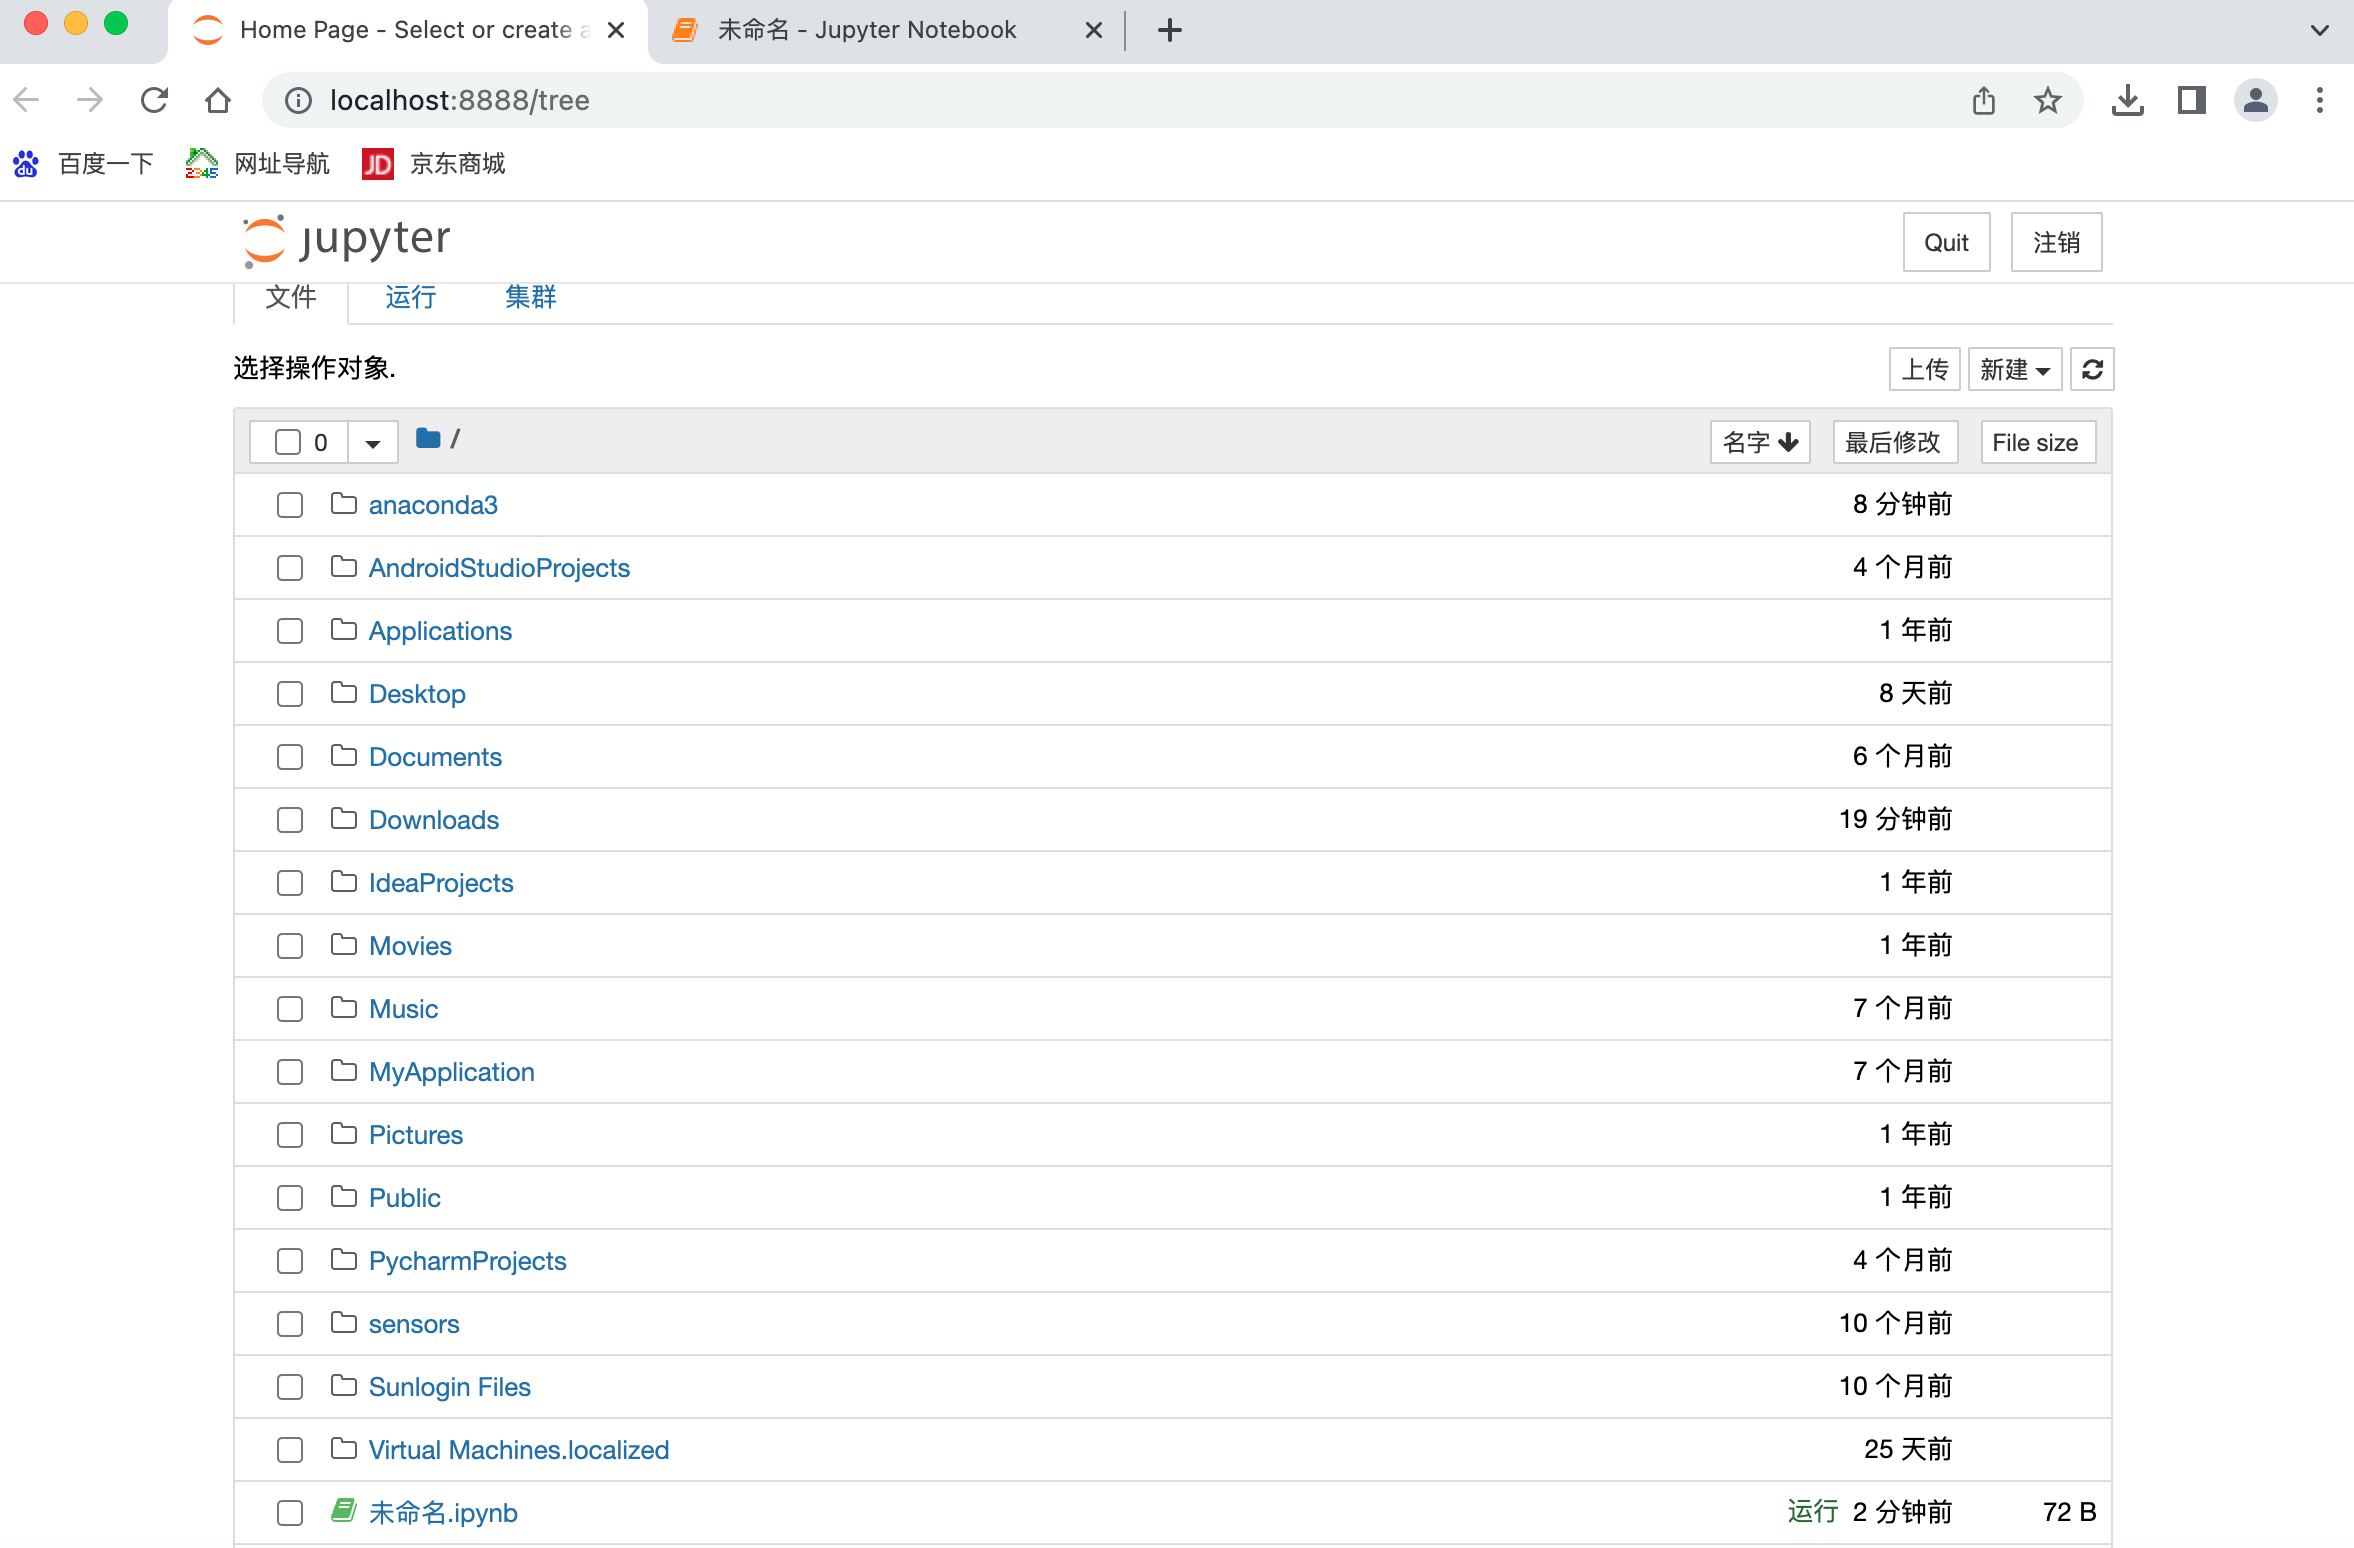 Home Page - Select or create a
未命名 - Jupyter Notebook
localhost:8888/tree
百度一下
网址导航
京东商城
jupyter
Quit
注销
文件
运行
集群
选择操作对象.
上传
新建
0
/
名字
最后修改
File size
anaconda3 8 分钟前
AndroidStudioProjects 4 个月前
Applications 1 年前
Desktop 8 天前
Documents 6 个月前
Downloads 19 分钟前
IdeaProjects 1 年前
Movies 1 年前
Music 7 个月前
MyApplication 7 个月前
Pictures 1 年前
Public 1 年前
PycharmProjects 4 个月前
sensors 10 个月前
Sunlogin Files 10 个月前
Virtual Machines.localized 25 天前
未命名.ipynb 运行 2 分钟前 72 B